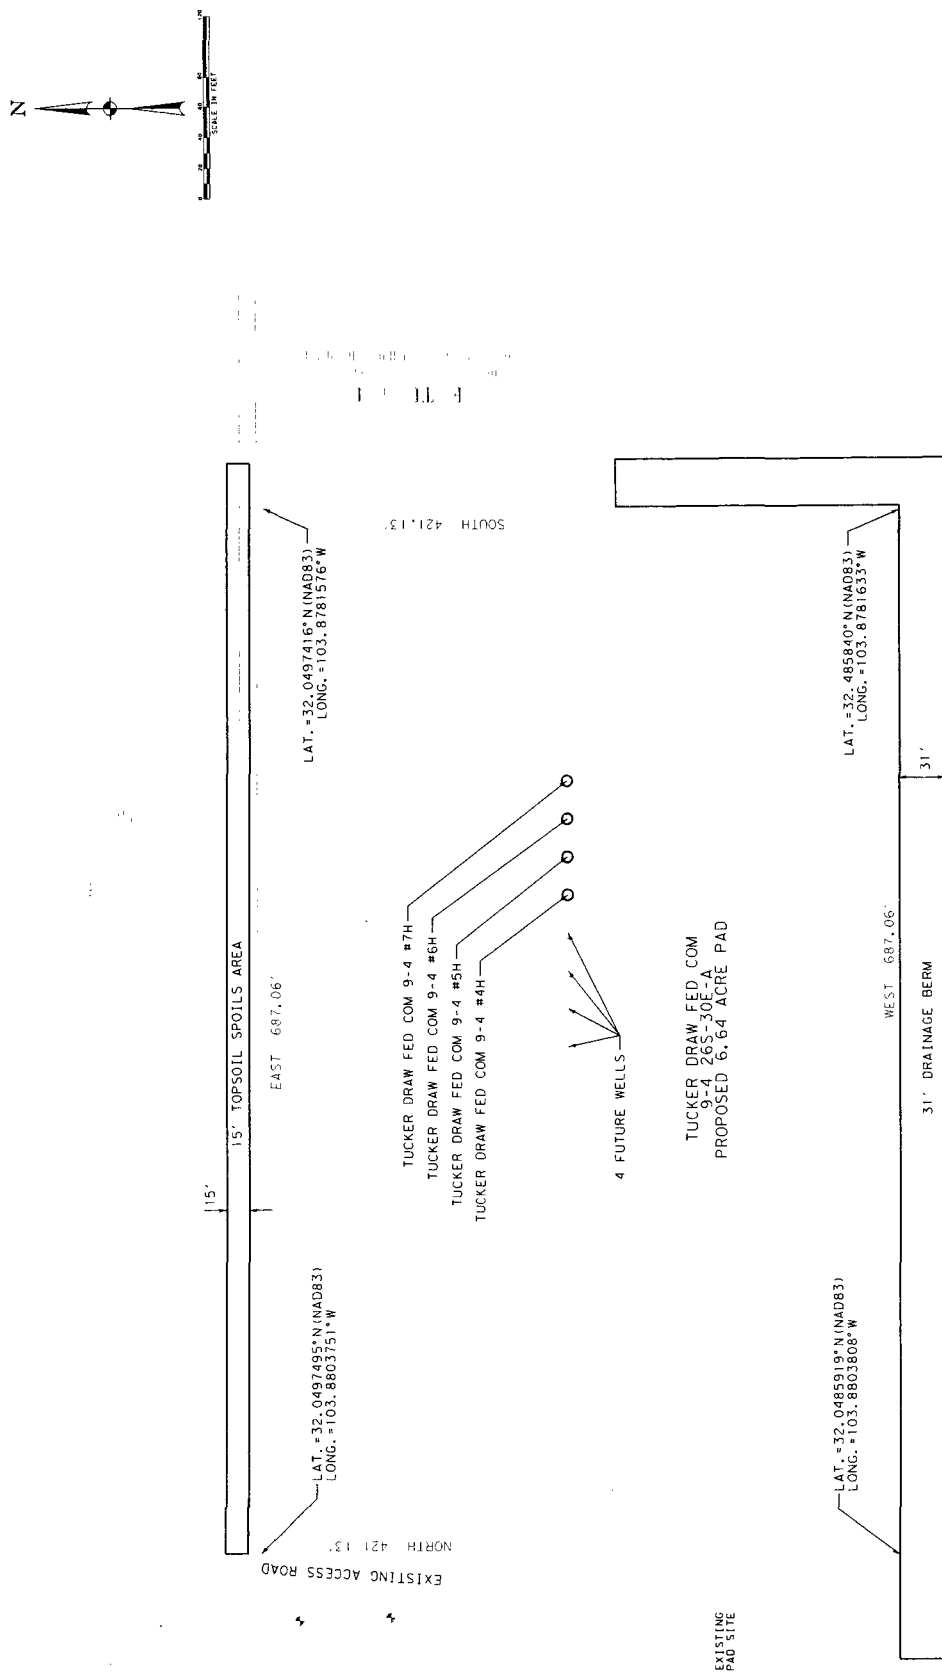 N
0 20 40 60 120
SCALE IN FEET
15' TOPSOIL SPOILS AREA
15'
EAST 687.06'
LAT.=32.0497495°N(NAD83)
LONG.=103.8803751°W
LAT.=32.0497416°N(NAD83)
LONG.=103.8781576°W
NORTH 421.13'
EXISTING ACCESS ROAD
SOUTH 421.13'
TUCKER DRAW FED COM 9-4 #7H
TUCKER DRAW FED COM 9-4 #6H
TUCKER DRAW FED COM 9-4 #5H
TUCKER DRAW FED COM 9-4 #4H
4 FUTURE WELLS
TUCKER DRAW FED COM
9-4 26S-30E-A
PROPOSED 6.64 ACRE PAD
EXISTING
PAD SITE
LAT.=32.0485919°N(NAD83)
LONG.=103.8803808°W
LAT.=32.485840°N(NAD83)
LONG.=103.8781633°W
WEST 687.06'
31'
31' DRAINAGE BERM